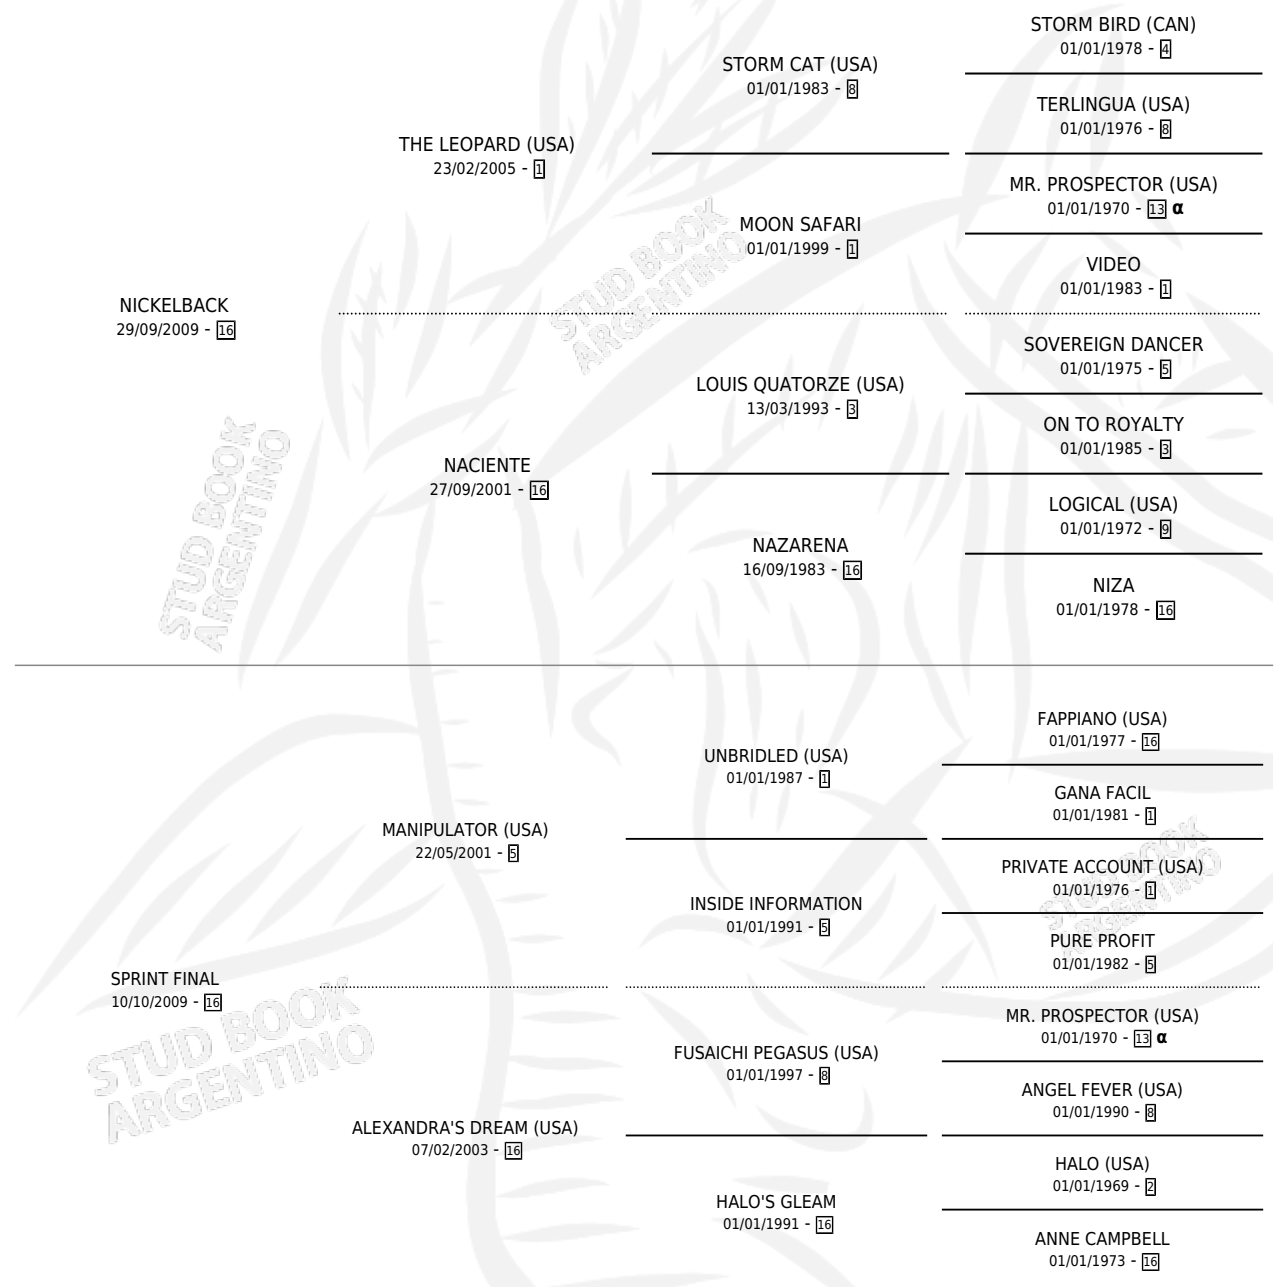 STORM BIRD (CAN)
01/01/1978 - 4
STORM CAT (USA)
01/01/1983 - 8
TERLINGUA (USA)
01/01/1976 - 8
THE LEOPARD (USA)
23/02/2005 - 1
MR. PROSPECTOR (USA)
01/01/1970 - 13 α
MOON SAFARI
01/01/1999 - 1
VIDEO
01/01/1983 - 1
NICKELBACK
29/09/2009 - 16
SOVEREIGN DANCER
01/01/1975 - 5
LOUIS QUATORZE (USA)
13/03/1993 - 3
ON TO ROYALTY
01/01/1985 - 3
NACIENTE
27/09/2001 - 16
LOGICAL (USA)
01/01/1972 - 9
NAZARENA
16/09/1983 - 16
NIZA
01/01/1978 - 16
STUD BOOK
ARGENTINO
STUD BOOK
ARGENTINO
FAPPIANO (USA)
01/01/1977 - 16
UNBRIDLED (USA)
01/01/1987 - 1
GANA FACIL
01/01/1981 - 1
MANIPULATOR (USA)
22/05/2001 - 5
PRIVATE ACCOUNT (USA)
01/01/1976 - 1
INSIDE INFORMATION
01/01/1991 - 5
PURE PROFIT
01/01/1982 - 5
SPRINT FINAL
10/10/2009 - 16
MR. PROSPECTOR (USA)
01/01/1970 - 13 α
FUSAICHI PEGASUS (USA)
01/01/1997 - 8
ANGEL FEVER (USA)
01/01/1990 - 8
ALEXANDRA'S DREAM (USA)
07/02/2003 - 16
HALO (USA)
01/01/1969 - 2
HALO'S GLEAM
01/01/1991 - 16
ANNE CAMPBELL
01/01/1973 - 16
STUD BOOK
ARGENTINO
STUD BOOK
ARGENTINO